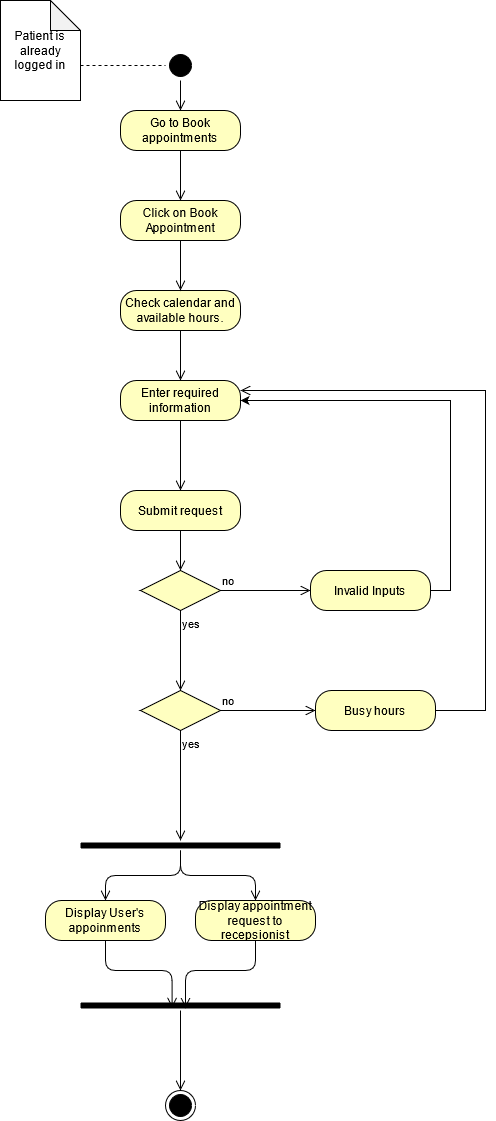 Patient is
already
logged in
Go to Book
appointments
Click on Book
Appointment
Check calendar and
available hours.
Enter required
information
Submit request
no
Invalid Inputs
yes
no
Busy hours
yes
Display User's
appoinments
Display appointment
request to
recepsionist